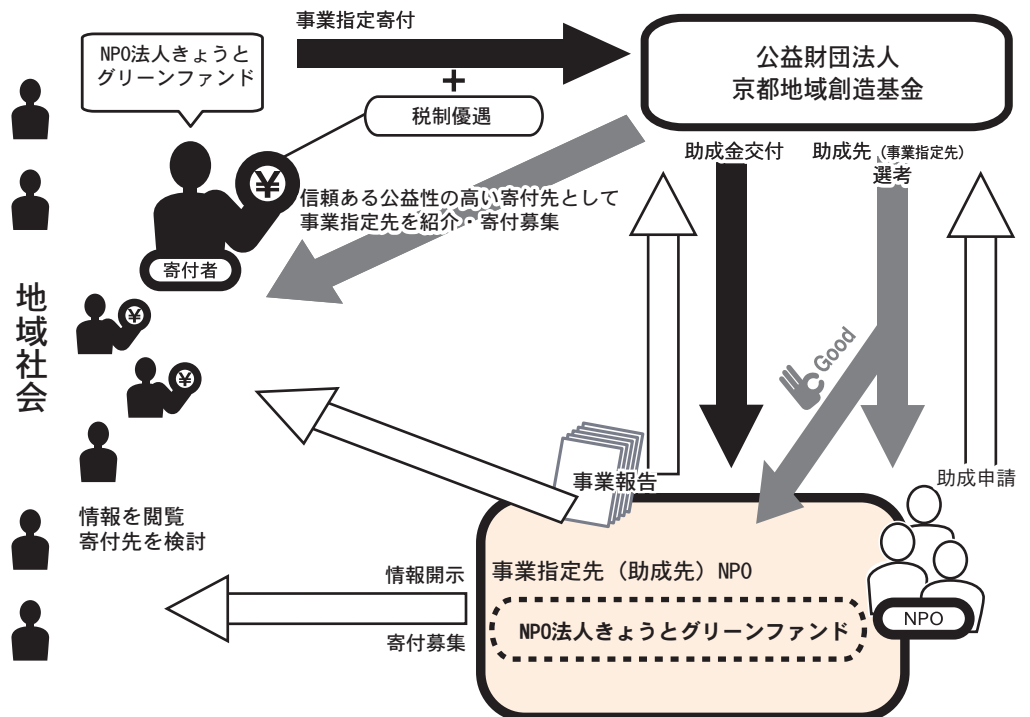 事業指定寄付
NPO法人きょうと
グリーンファンド
+
税制優遇
公益財団法人
京都地域創造基金
助成金交付
助成先（事業指定先）
選考
¥
信頼ある公益性の高い寄付先として
事業指定先を紹介・寄付募集
寄付者
地域社会
¥
¥
Good
事業報告
助成申請
情報を閲覧
寄付先を検討
情報開示
寄付募集
事業指定先（助成先）NPO
NPO法人きょうとグリーンファンド
NPO